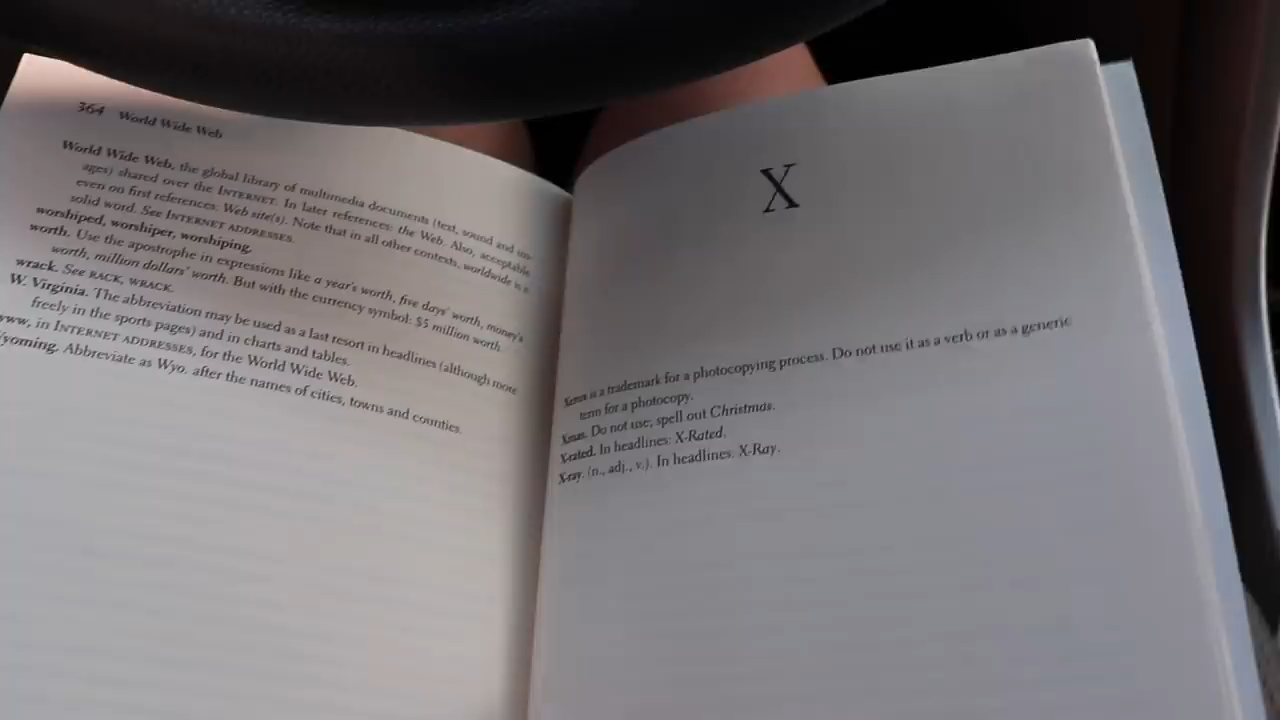 364 World Wide Web
World Wide Web, the global library of multimedia documents (text, sound and im-
ages) shared over the INTERNET. In later references: the Web. Also, acceptable
even on first references: Web site(s). Note that in all other contexts, worldwide is a
solid word. See INTERNET ADDRESSES.
worshiped, worshiper, worshiping.
worth. Use the apostrophe in expressions like a year's worth, five days' worth, money's
worth, million dollars' worth. But with the currency symbol: $5 million worth.
wrack. See RACK, WRACK.
W. Virginia. The abbreviation may be used as a last resort in headlines (although more
freely in the sports pages) and in charts and tables.
www, in INTERNET ADDRESSES, for the World Wide Web.
Wyoming. Abbreviate as Wyo. after the names of cities, towns and counties.
X
Xerox is a trademark for a photocopying process. Do not use it as a verb or as a generic
term for a photocopy.
Xmas. Do not use; spell out Christmas.
X-rated. In headlines: X-Rated.
X-ray. (n., adj., v.). In headlines: X-Ray.